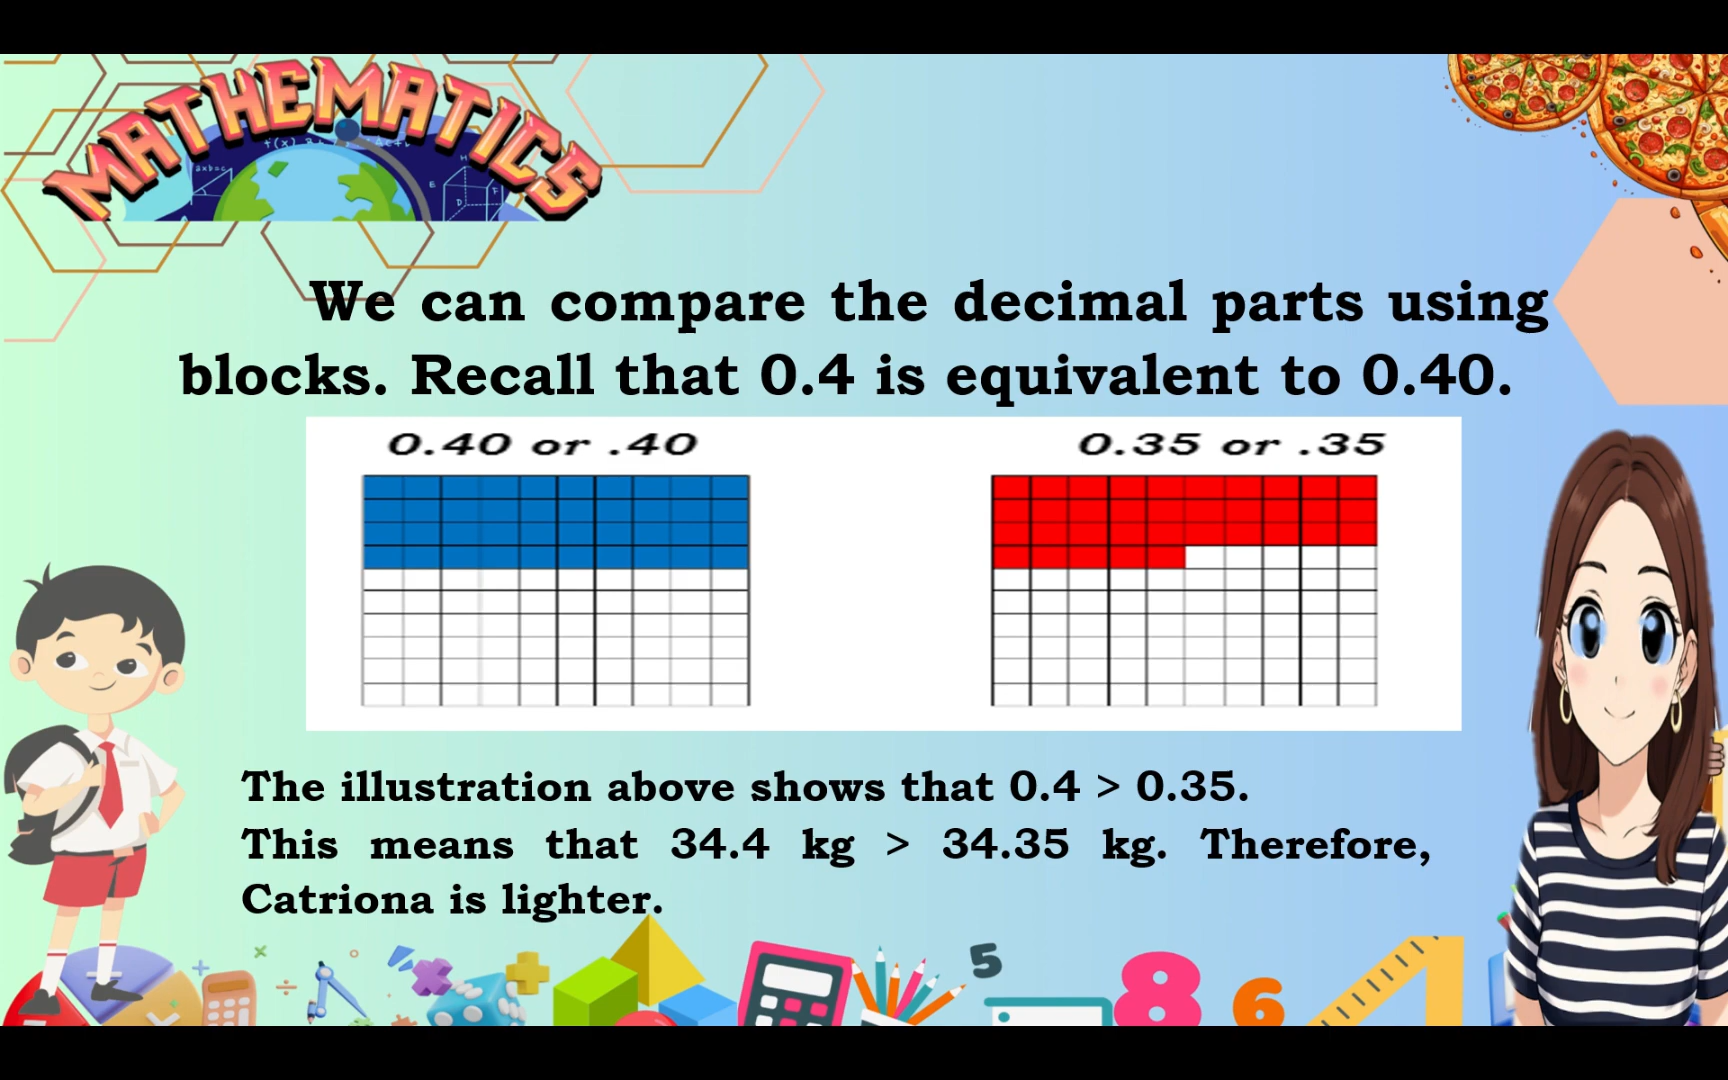 MATHEMATICS
We can compare the decimal parts using
blocks. Recall that 0.4 is equivalent to 0.40.
0.40 or .40
0.35 or .35
The illustration above shows that 0.4 > 0.35.
This means that 34.4 kg > 34.35 kg. Therefore,
Catriona is lighter.
5
8
6